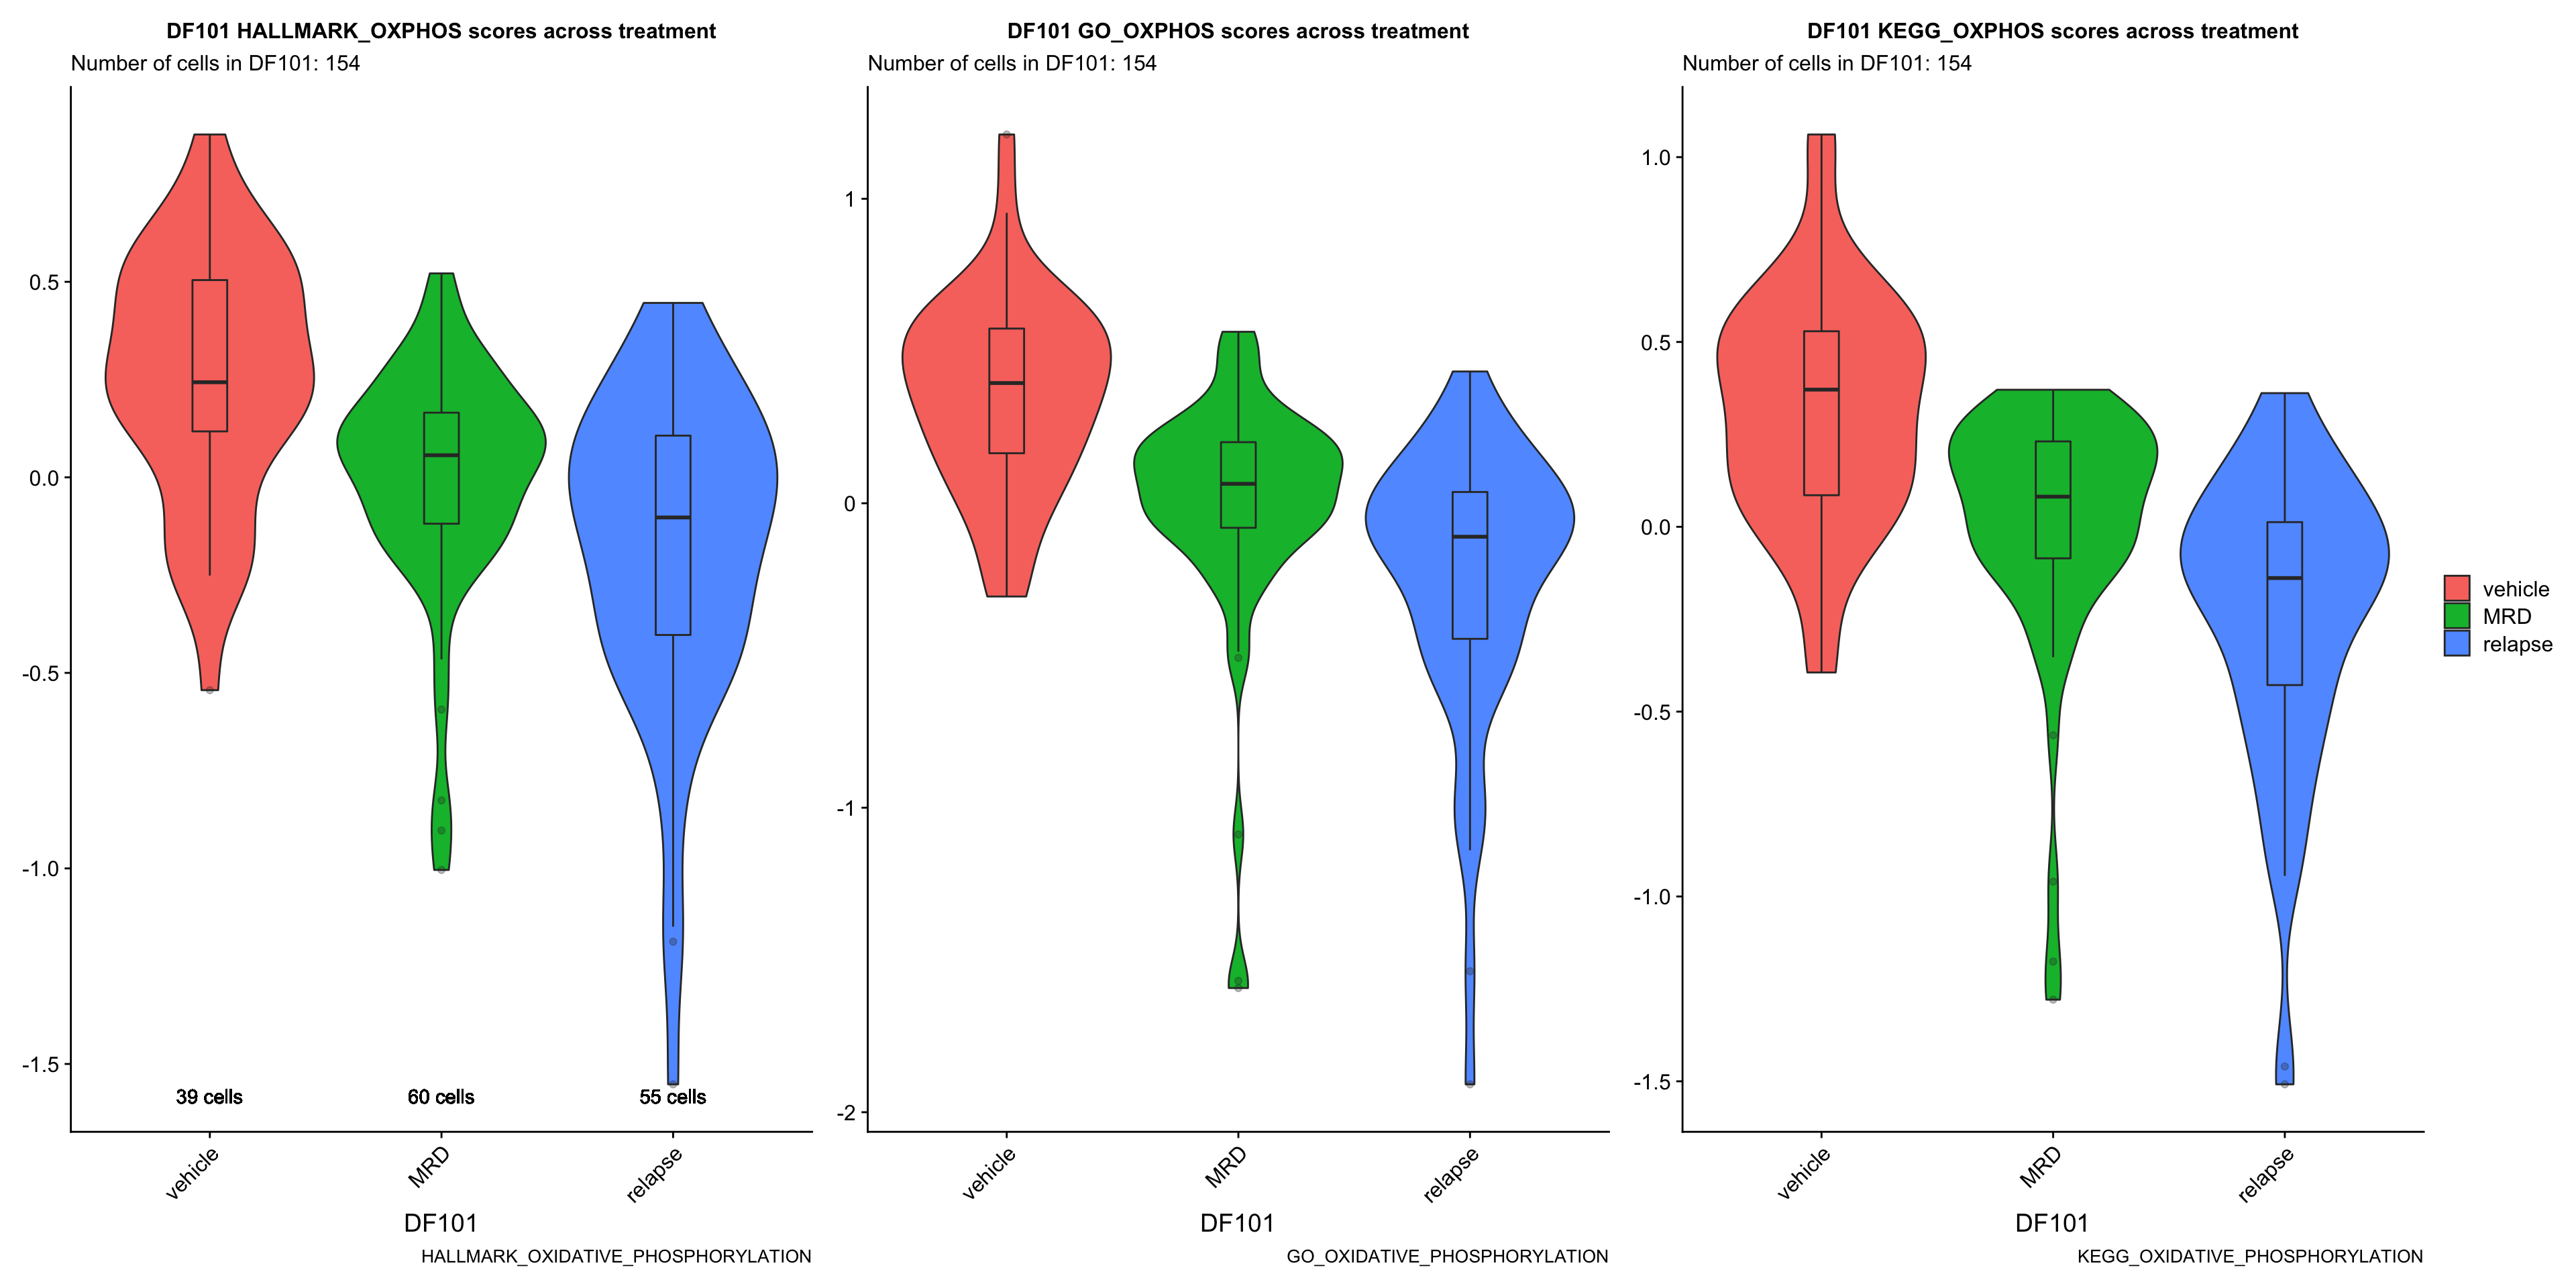 DF101 HALLMARK_OXPHOS scores across treatment
Number of cells in DF101: 154
0.5
0.0
-0.5
-1.0
-1.5
39 cells
60 cells
55 cells
vehicle
MRD
relapse
DF101
HALLMARK_OXIDATIVE_PHOSPHORYLATION
DF101 GO_OXPHOS scores across treatment
Number of cells in DF101: 154
1
0
-1
-2
vehicle
MRD
relapse
DF101
GO_OXIDATIVE_PHOSPHORYLATION
DF101 KEGG_OXPHOS scores across treatment
Number of cells in DF101: 154
1.0
0.5
0.0
-0.5
-1.0
-1.5
vehicle
MRD
relapse
DF101
KEGG_OXIDATIVE_PHOSPHORYLATION
vehicle
MRD
relapse